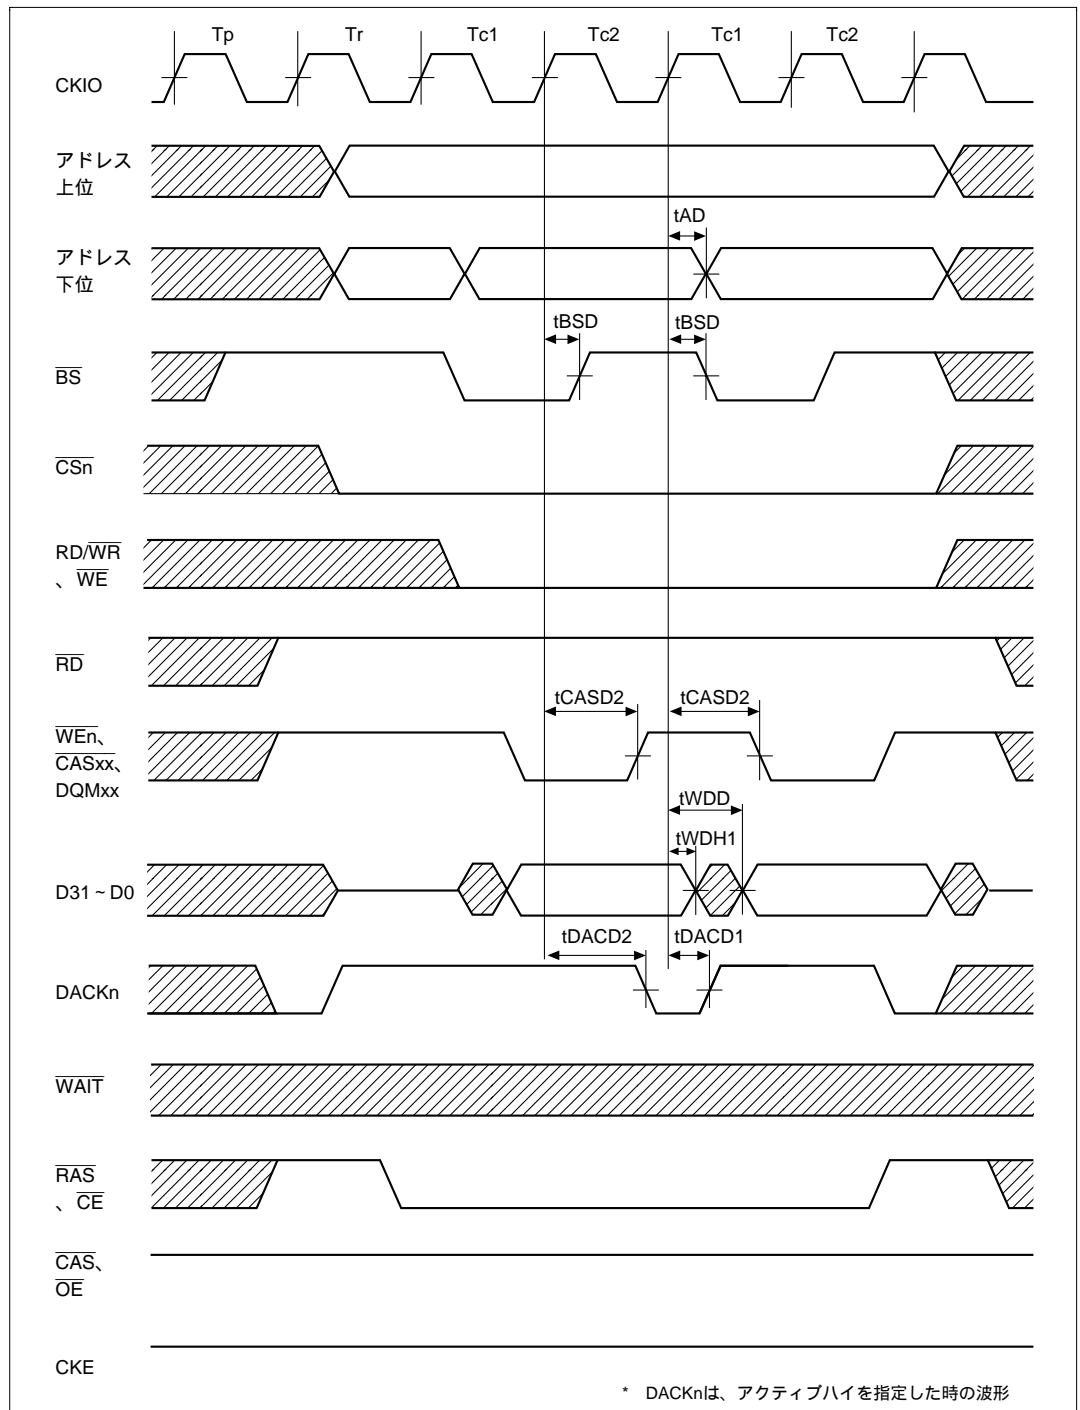 Tp Tr Tc1 Tc2 Tc1 Tc2
CKIO
アドレス
上位
tAD
アドレス
下位
tBSD tBSD
BS
CSn
RD/WR
、WE
RD
tCASD2 tCASD2
WEn、
CASxx、
DQMxx
tWDD
tWDH1
D31 ~ D0
tDACD2 tDACD1
DACKn
WAIT
RAS
、CE
CAS、
OE
CKE
* DACKnは、アクティブハイを指定した時の波形